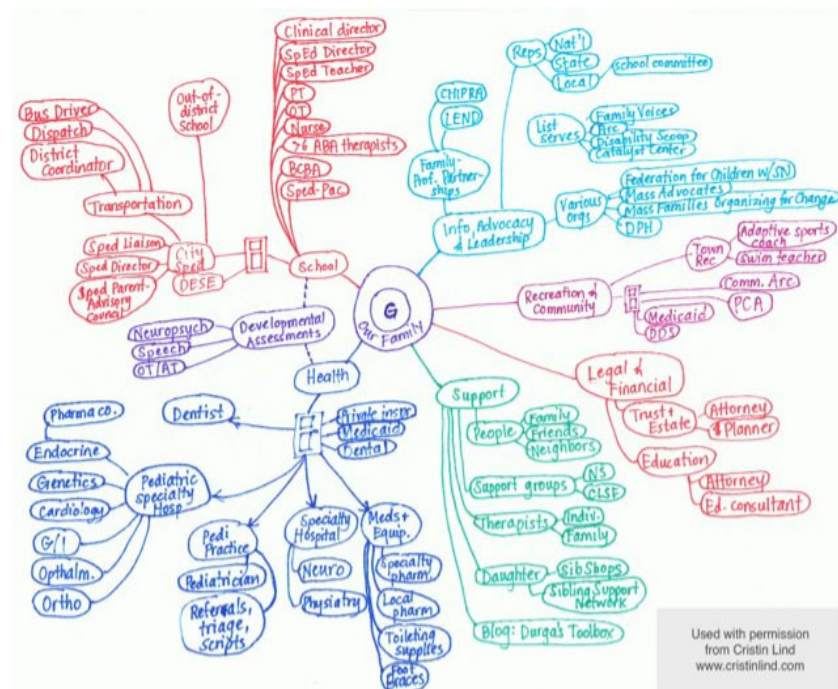 Clinical director
SpEd Director
SpEd Teacher
PT
OT
Nurse
>6 ABA therapists
BCBA
Sped-Pac
Out-of-
district
School
Bus Driver
Dispatch
District
Coordinator
Transportation
Sped Liaison
Sped Director
Sped Parent-
Advisory
Council
City
Sped
DESE
School
Reps
Nat'l
State
Local
school committee
CHIPRA
LEND
Family-
Prof. Partner-
ships
List
serves
Family Voices
Arc
Disability Scoop
Catalyst Center
Various
orgs
Federation for Children w/SN
Mass Advocates
Mass Families Organizing for Change
DPH
Info, Advocacy
& Leadership
G
Our Family
Recreation &
Community
Town
Rec
Adaptive sports
coach
Swim teacher
Comm. Arc
PCA
Medicaid
DDS
Neuropsych
Speech
OT/AT
Developmental
Assessments
Health
Dentist
Private insur.
Medicaid
Dental
Pharma co.
Endocrine
Genetics
Cardiology
G/I
Opthalm.
Ortho
Pediatric
specialty
Hosp
Pedi
Practice
Pediatrician
Referals,
triage,
scripts
Specialty
Hospital
Neuro
Physiatry
Meds+
Equip.
Specialty
pharm.
Local
pharm
Toileting
supplies
Foot
Braces
Support
People
Family
Friends
Neighbors
Support groups
NS
CLSF
Therapists
Indiv.
Family
Daughter
SibShops
Sibling Support
Network
Blog: Durga's Toolbox
Legal &
Financial
Trust +
Estate
Attorney
$ Planner
Education
Attorney
Ed. consultant
Used with permission
from Cristin Lind
www.cristinlind.com